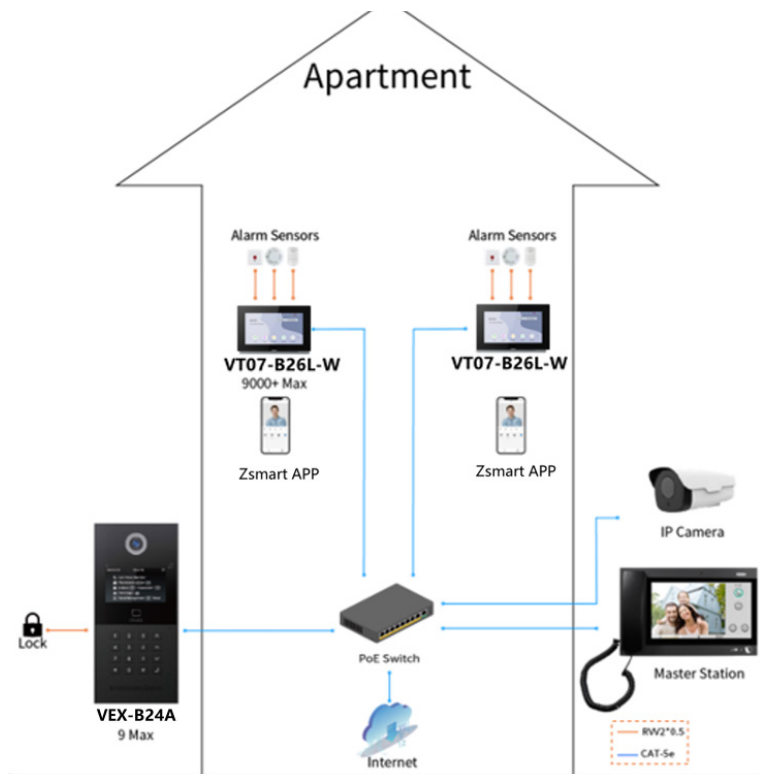 Apartment
Alarm Sensors
Alarm Sensors
VT07-B26L-W
9000+ Max
VT07-B26L-W
Zsmart APP
Zsmart APP
IP Camera
Lock
PoE Switch
Master Station
VEX-B24A
9 Max
Internet
RVV2*0.5
CAT-5e